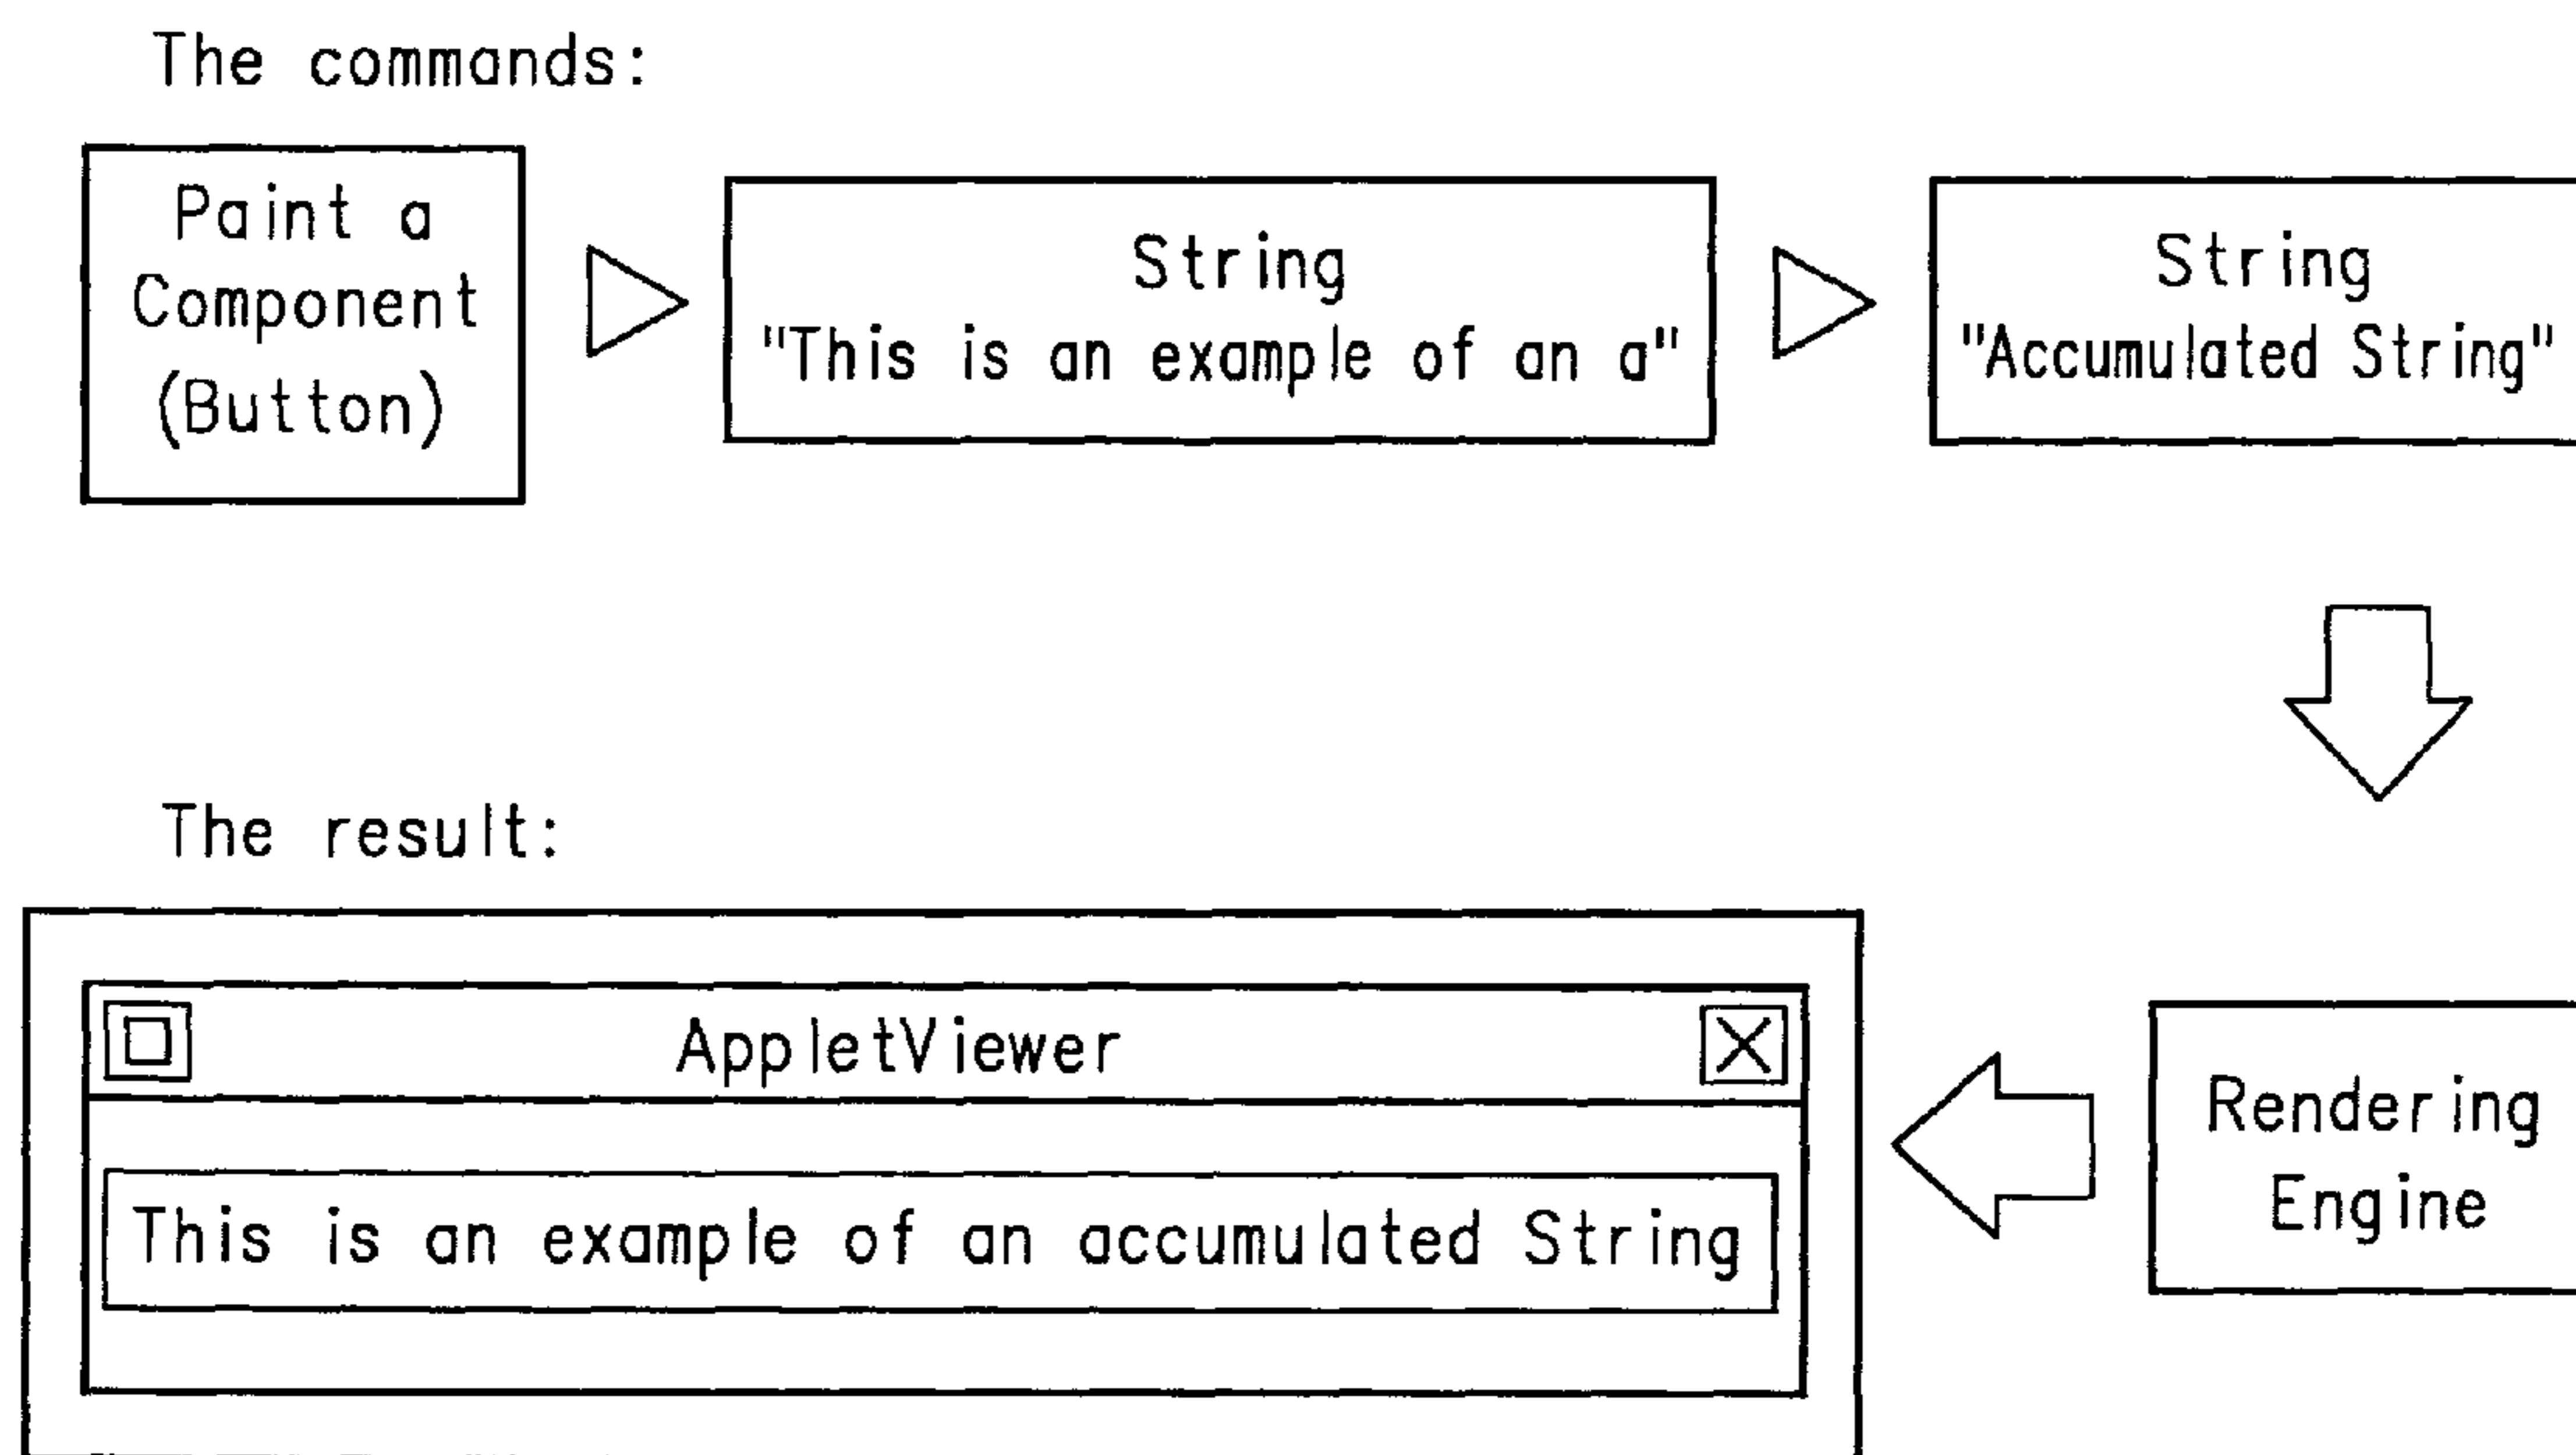 The commands:
Paint a
Component
(Button)
String
"This is an example of an a"
String
"Accumulated String"
The result:
AppletViewer
This is an example of an accumulated String
Rendering
Engine